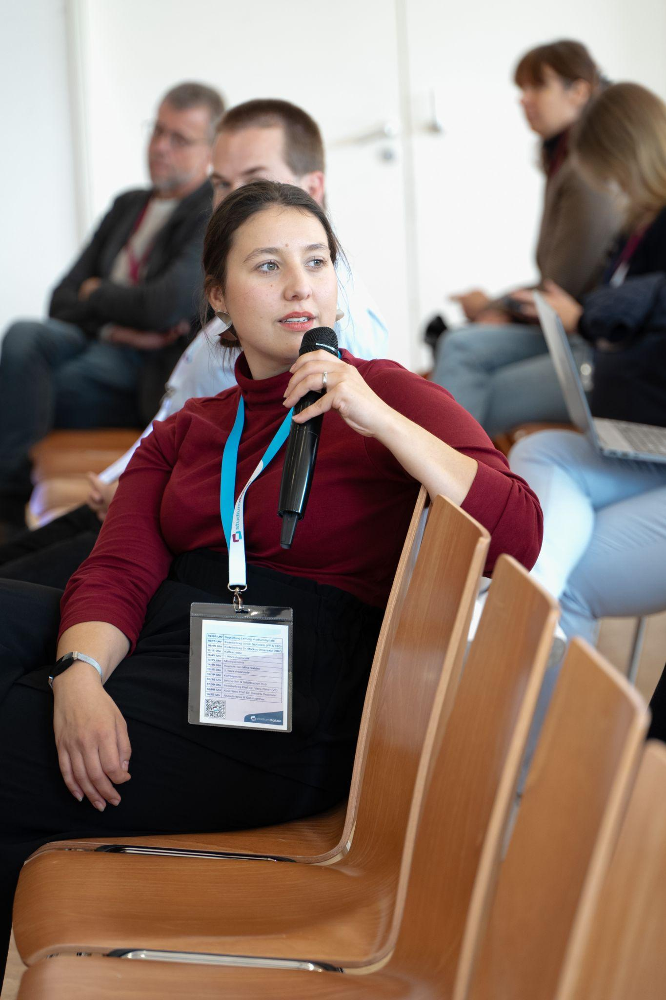 studiumdi
10:00 Uhr Begrüßung Leitung studiumdigitale
10:15 Uhr Redebeitrag Ulrich Schielein (VP & CIO)
10:45 Uhr Redebeitrag Dr. Markus Unverzagt (HRZ)
11:15 Uhr Kaffeepause
11:45 Uhr 1. Workshoprunde
13:15 Uhr Mittagsimbiss
14:15 Uhr Keynote von Mina Saidze
15:15 Uhr 2. Workshoprunde
16:10 Uhr Kaffeepause
16:30 Uhr Innovation & Information Hub
17:30 Uhr Redebeitrag Prof. Dr. Viera Pirker (VP)
18:00 Uhr Abschluss Prof. Dr. Hendrik Drachsler
18:15 Uhr Abendimbiss & Get-together
studiumdigitale